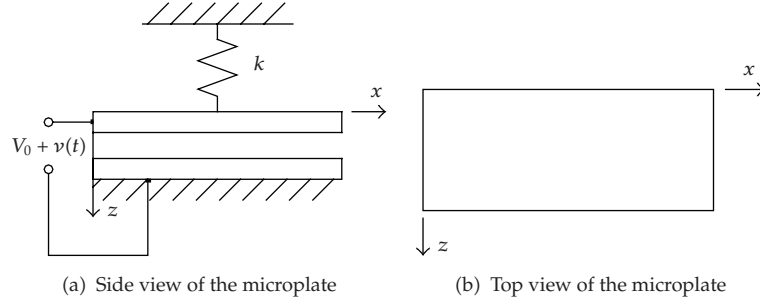 k
x
V₀ + ν(t)
z
(a) Side view of the microplate
x
z
(b) Top view of the microplate